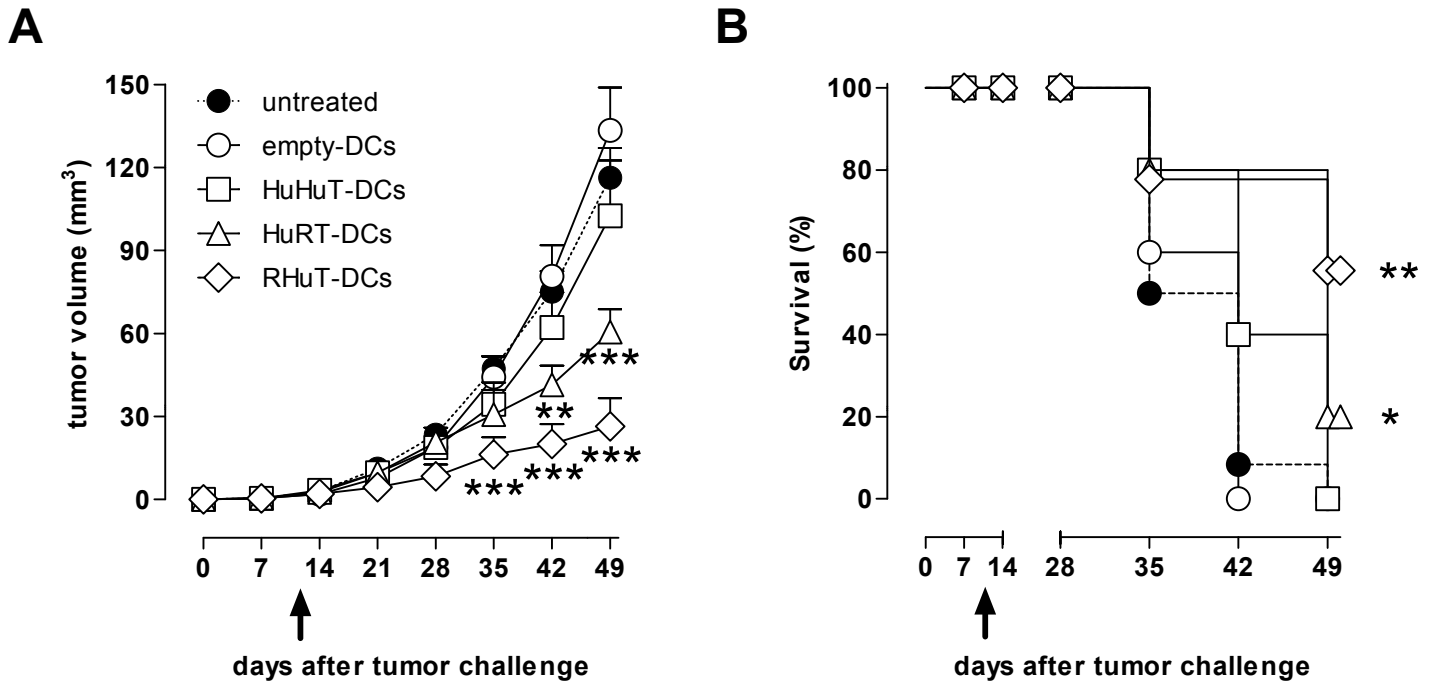 A
150
120
90
60
30
0
tumor volume (mm³)
untreated
empty-DCs
HuHuT-DCs
HuRT-DCs
RHuT-DCs
***
**
***
***
***
***
0 7 14 21 28 35 42 49
days after tumor challenge
B
100
80
60
40
20
0
Survival (%)
**
*
0 7 14 28 35 42 49
days after tumor challenge